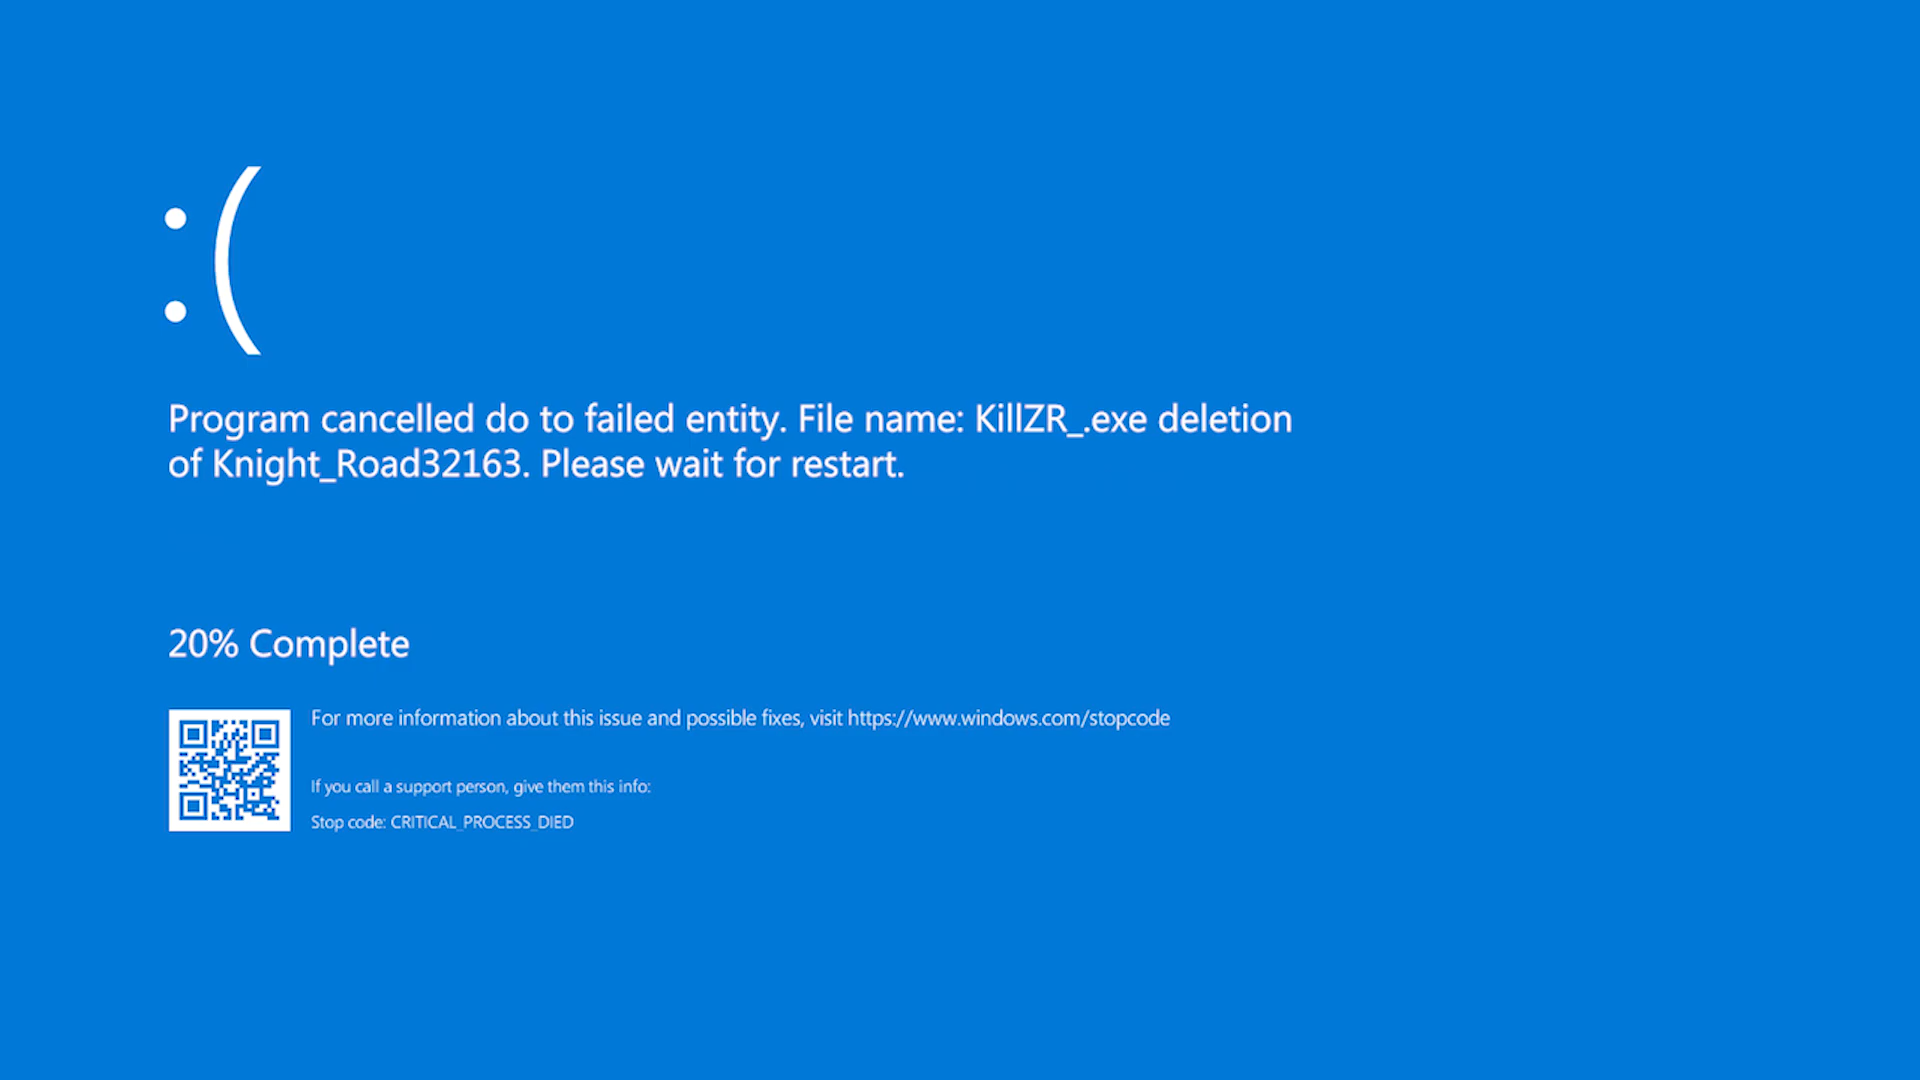 :(
Program cancelled do to failed entity. File name: KillZR_.exe deletion
of Knight_Road32163. Please wait for restart.
20% Complete
For more information about this issue and possible fixes, visit https://www.windows.com/stopcode
If you call a support person, give them this info:
Stop code: CRITICAL_PROCESS_DIED